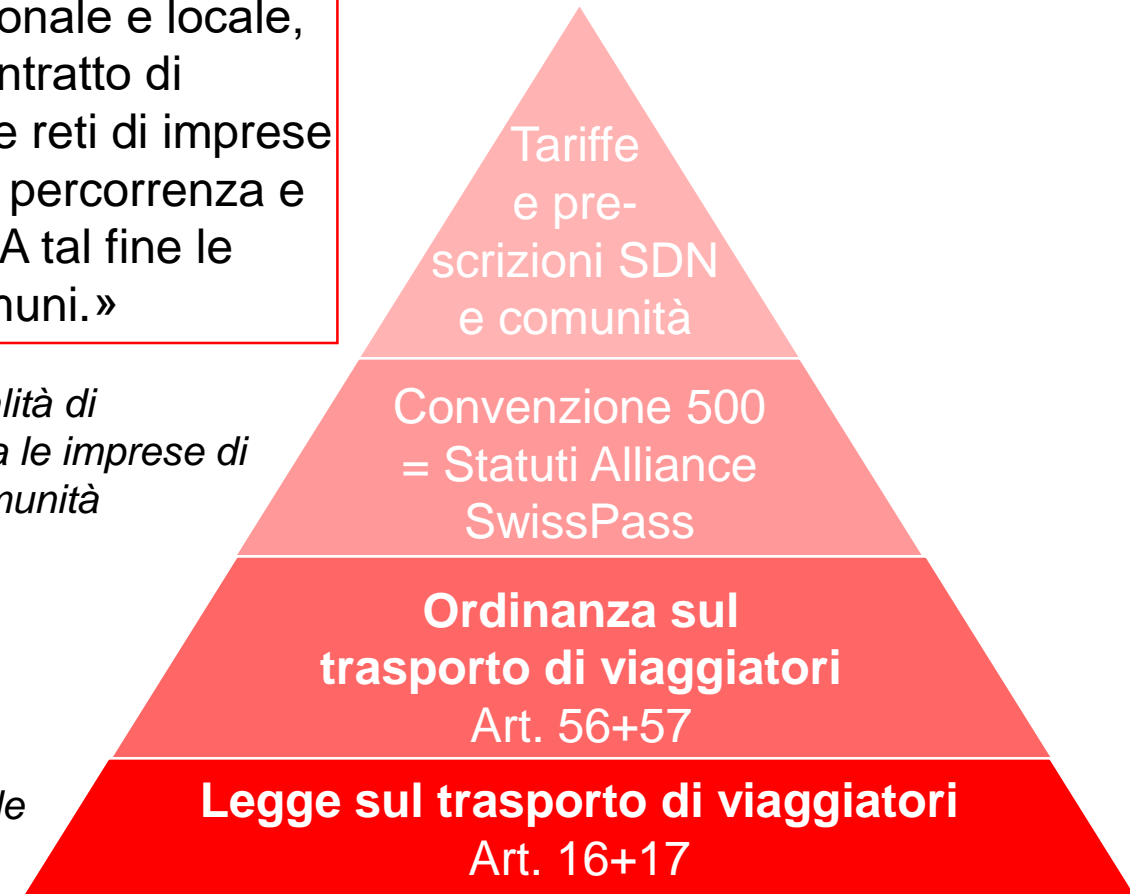 onale e locale,
ntratto di
e reti di imprese
percorrenza e
A tal fine le
nuni.»
lità di
a le imprese di
munità
le
Tariffe
e pre-
scrizioni SDN
e comunità
Convenzione 500
= Statuti Alliance
SwissPass
Ordinanza sul
trasporto di viaggiatori
Art. 56+57
Legge sul trasporto di viaggiatori
Art. 16+17